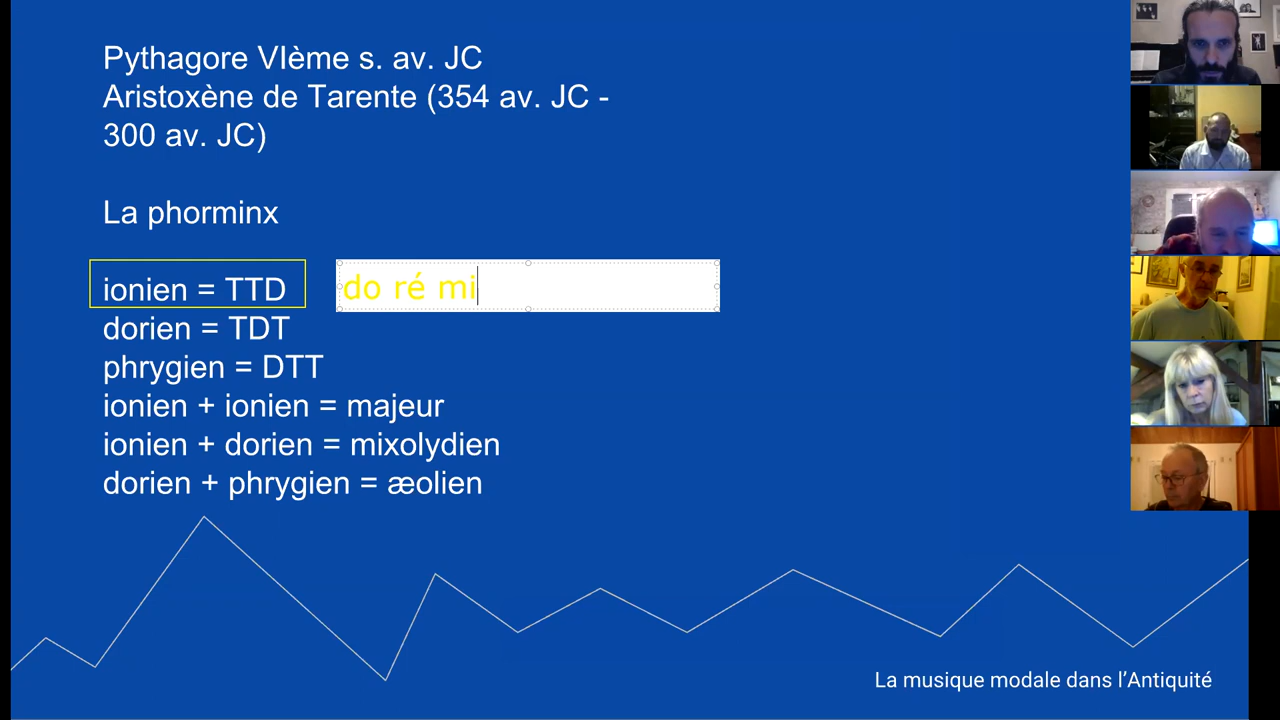 Pythagore VIème s. av. JC
Aristoxène de Tarente (354 av. JC -
300 av. JC)
La phorminx
ionien = TTD
do ré mi
dorien = TDT
phrygien = DTT
ionien + ionien = majeur
ionien + dorien = mixolydien
dorien + phrygien = æolien
La musique modale dans l’Antiquité